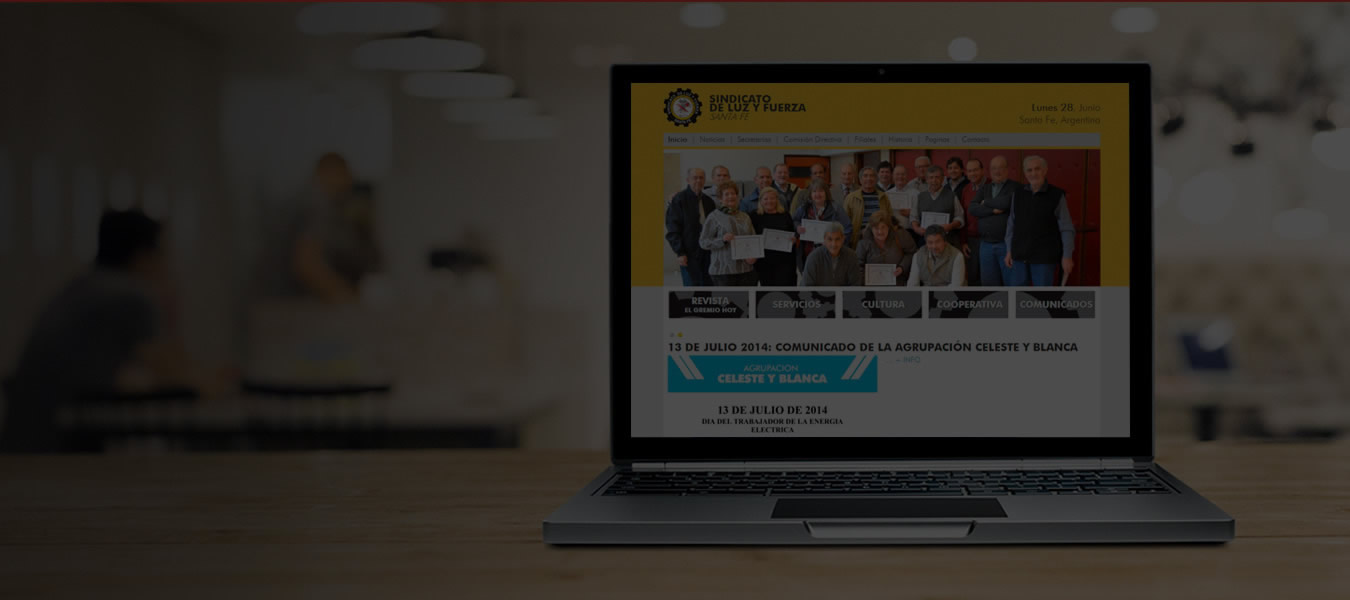 SINDICATO
DE LUZ Y FUERZA
SANTA FE
Lunes 28, Junio
Santa Fe, Argentina
Inicio | Noticias | Secretarías | Comisión Directiva | Filiales | Historia | Paginas | Contacto
REVISTA
EL GREMIO HOY
SERVICIOS
CULTURA
COOPERATIVA
COMUNICADOS
13 DE JULIO 2014: COMUNICADO DE LA AGRUPACIÓN CELESTE Y BLANCA
AGRUPACIÓN
CELESTE Y BLANCA
+ INFO
13 DE JULIO DE 2014
DIA DEL TRABAJADOR DE LA ENERGIA
ELECTRICA